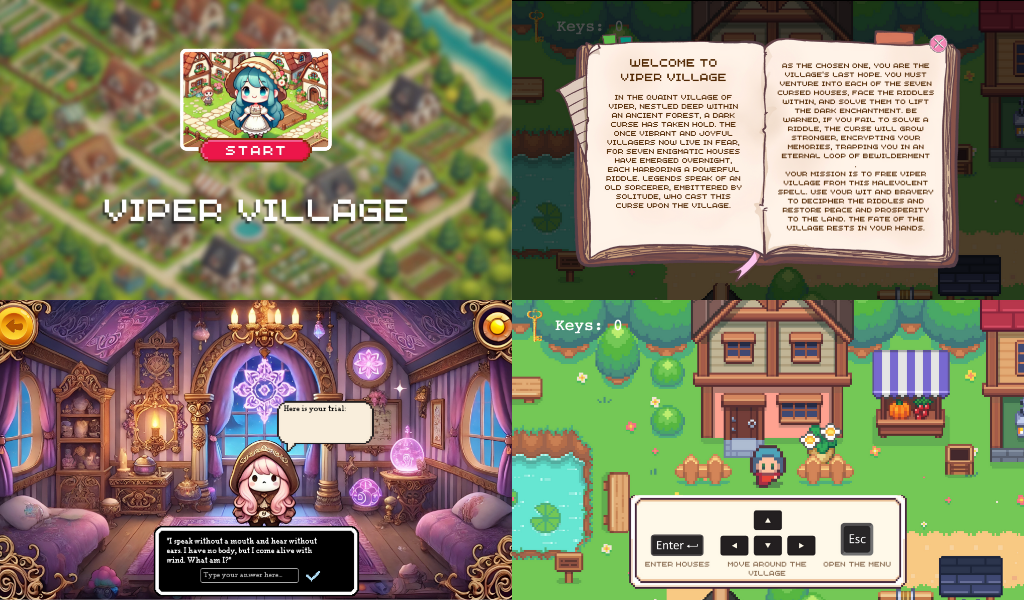 START
VIPER VILLAGE
Keys: 0
WELCOME TO
VIPER VILLAGE
IN THE QUAINT VILLAGE OF
VIPER, NESTLED DEEP WITHIN
AN ANCIENT FOREST, A DARK
CURSE HAS TAKEN HOLD. THE
ONCE VIBRANT AND JOYFUL
VILLAGERS NOW LIVE IN FEAR,
FOR SEVEN ENIGMATIC HOUSES
HAVE EMERGED OVERNIGHT,
EACH HARBORING A POWERFUL
RIDDLE. LEGENDS SPEAK OF AN
OLD SORCERER, EMBITTERED BY
SOLITUDE, WHO CAST THIS
CURSE UPON THE VILLAGE.
AS THE CHOSEN ONE, YOU ARE THE
VILLAGE'S LAST HOPE. YOU MUST
VENTURE INTO EACH OF THE SEVEN
CURSED HOUSES, FACE THE RIDDLES
WITHIN, AND SOLVE THEM TO LIFT
THE DARK ENCHANTMENT. BE
WARNED, IF YOU FAIL TO SOLVE A
RIDDLE, THE CURSE WILL GROW
STRONGER, ENCRYPTING YOUR
MEMORIES, TRAPPING YOU IN AN
ETERNAL LOOP OF BEWILDERMENT
.
YOUR MISSION IS TO FREE VIPER
VILLAGE FROM THIS MALEVOLENT
SPELL. USE YOUR WIT AND BRAVERY
TO DECIPHER THE RIDDLES AND
RESTORE PEACE AND PROSPERITY
TO THE LAND. THE FATE OF THE
VILLAGE RESTS IN YOUR HANDS.
Here is your trial:
"I speak without a mouth and hear without
ears. I have no body, but I come alive with
wind. What am I?"
Type your answer here...
Keys: 0
Enter
Esc
ENTER HOUSES
MOVE AROUND THE
VILLAGE
OPEN THE MENU